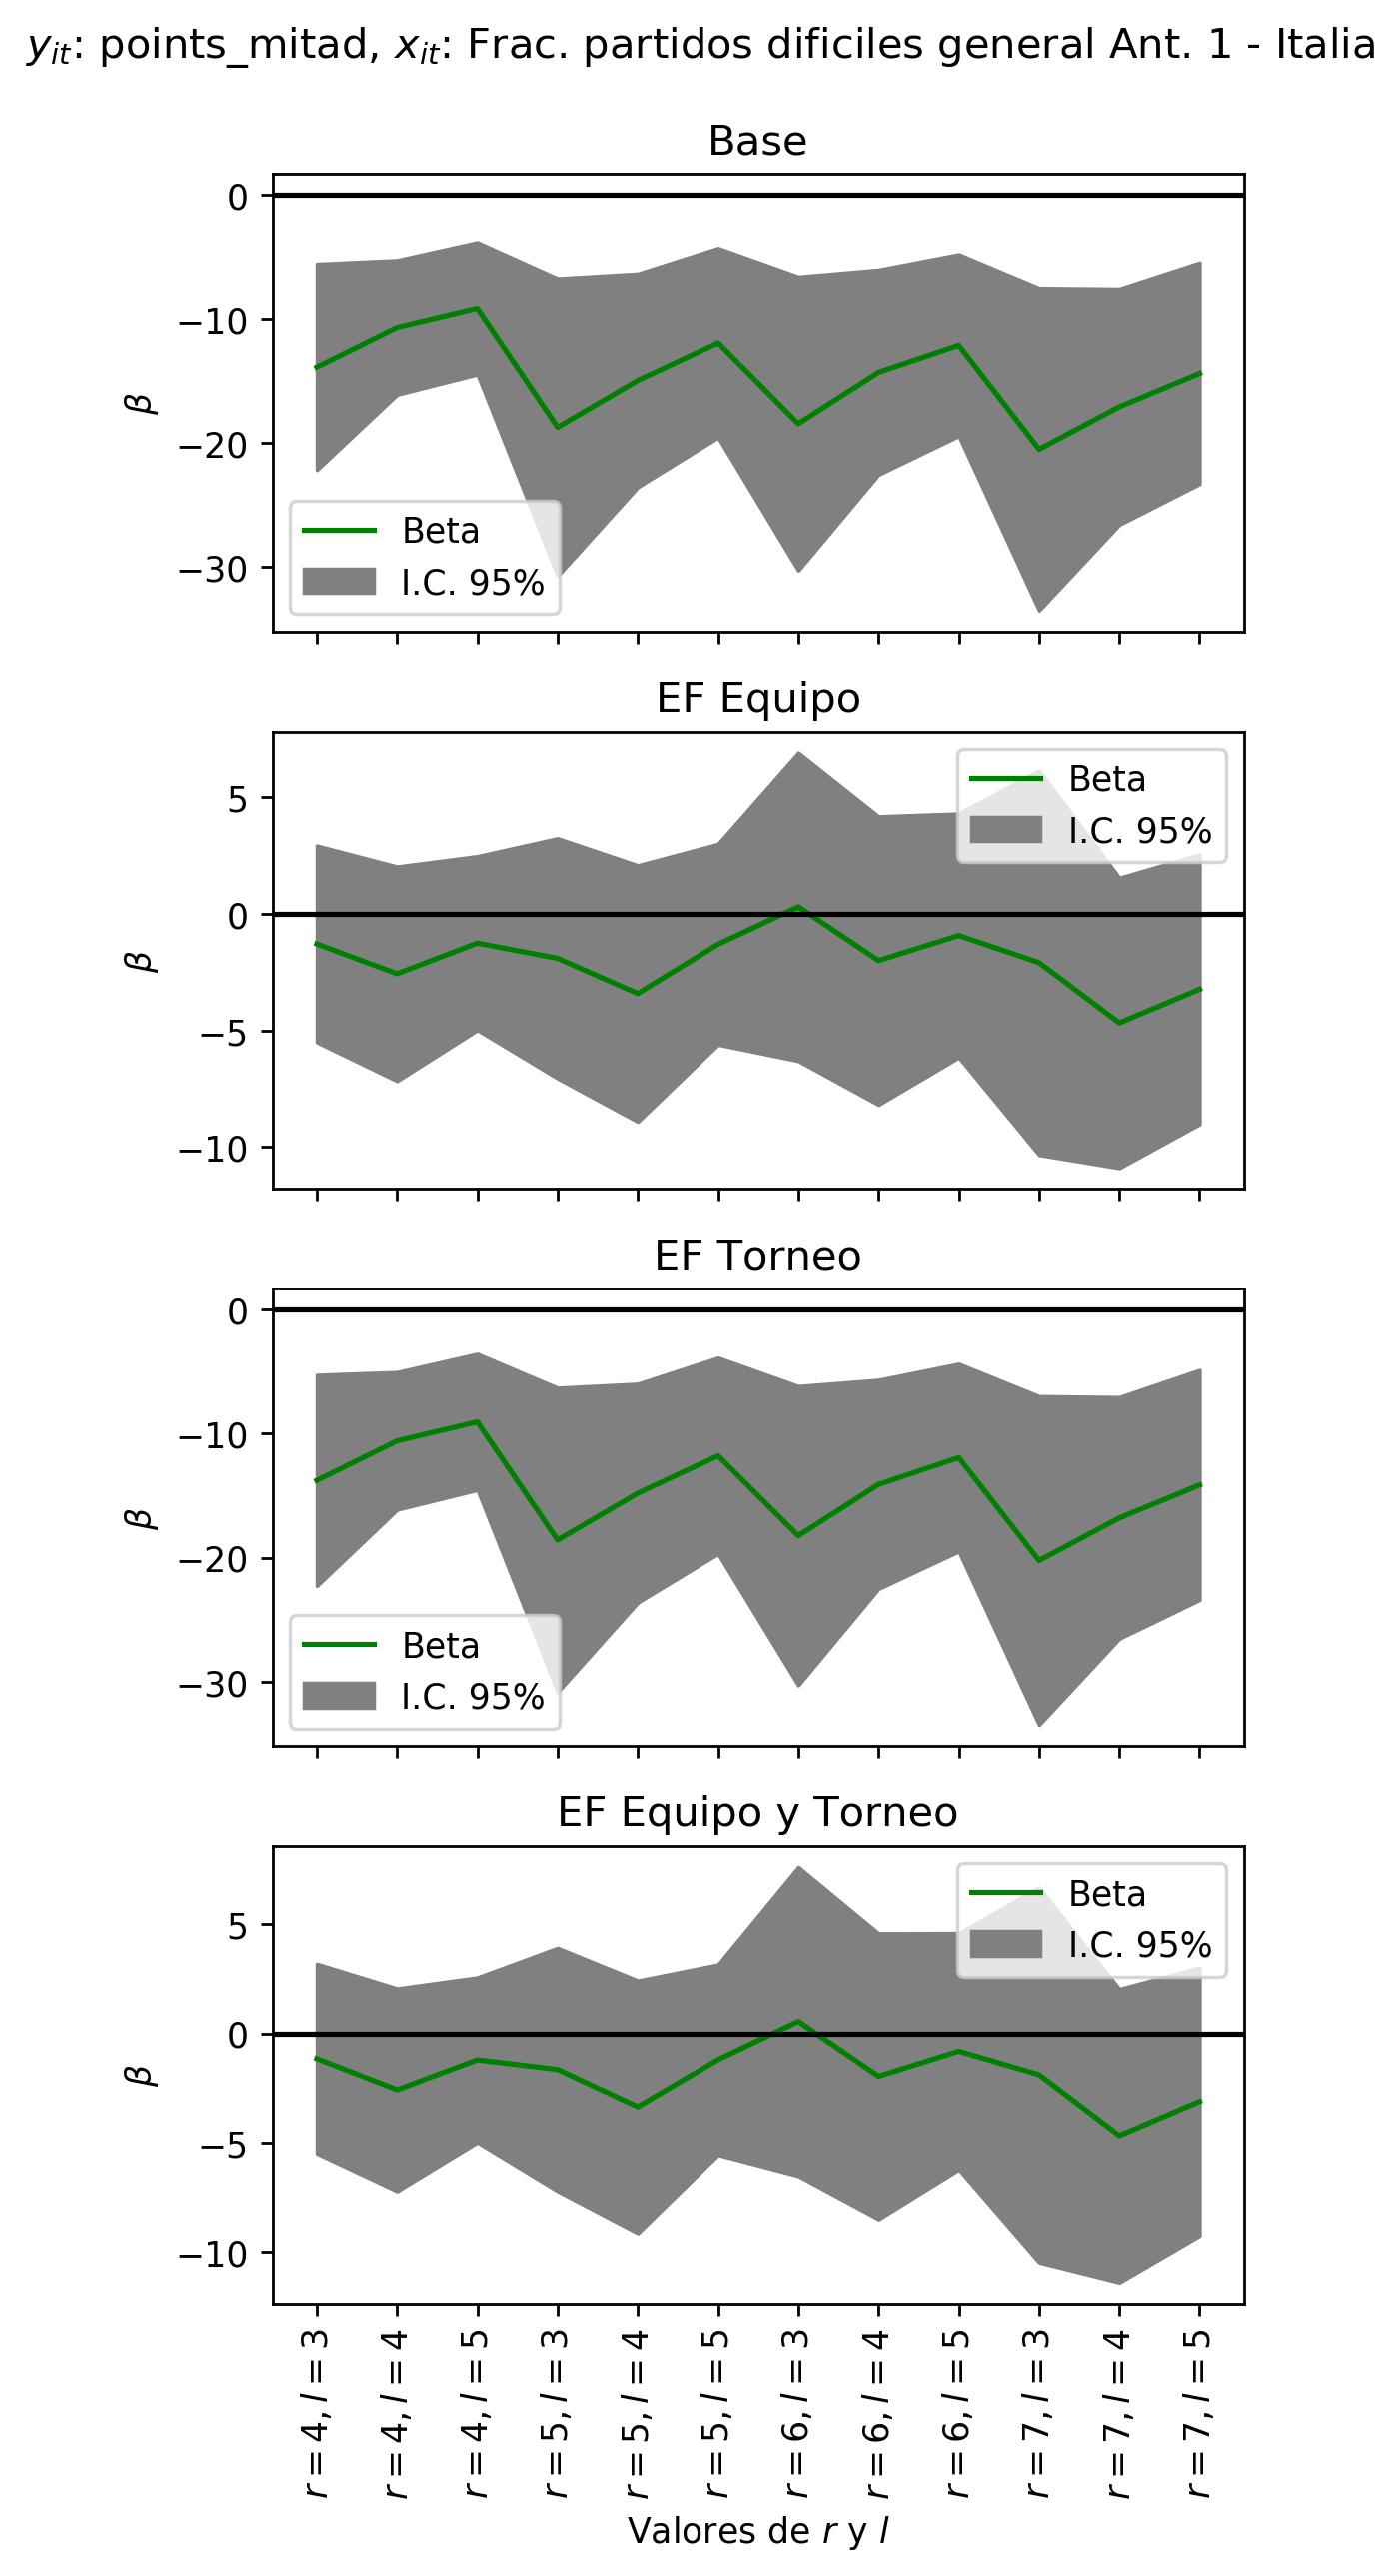 y_it: points_mitad, x_it: Frac. partidos dificiles general Ant. 1 - Italia
Base
0
−10
−20
−30
β
Beta
I.C. 95%
EF Equipo
5
0
−5
−10
β
Beta
I.C. 95%
EF Torneo
0
−10
−20
−30
β
Beta
I.C. 95%
EF Equipo y Torneo
5
0
−5
−10
β
Beta
I.C. 95%
r = 4, l = 3
r = 4, l = 4
r = 4, l = 5
r = 5, l = 3
r = 5, l = 4
r = 5, l = 5
r = 6, l = 3
r = 6, l = 4
r = 6, l = 5
r = 7, l = 3
r = 7, l = 4
r = 7, l = 5
Valores de r y l